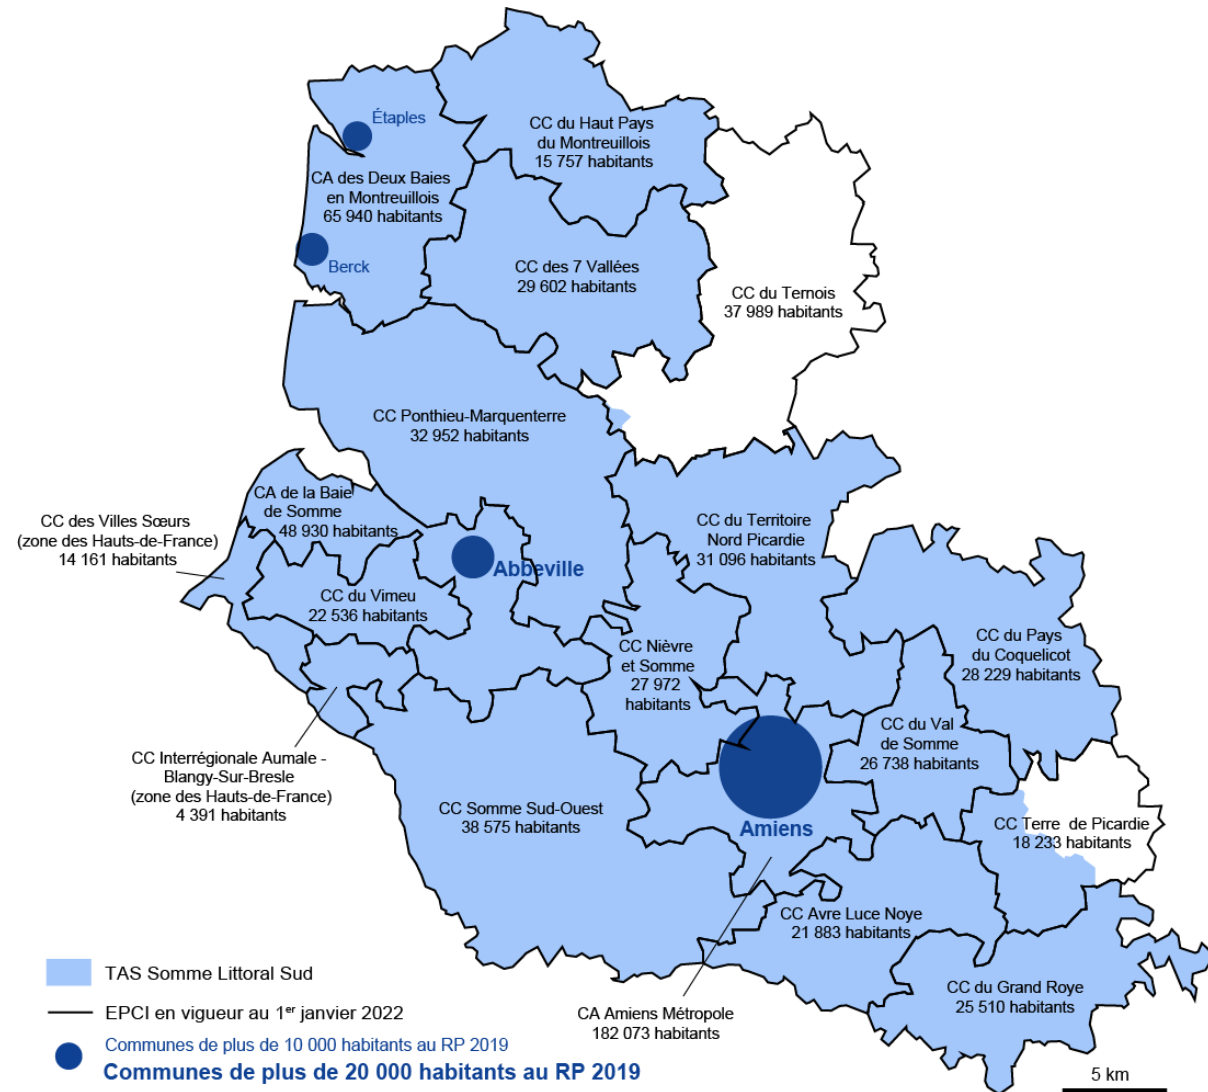 Étaples
CC du Haut Pays
du Montreuillois
15 757 habitants
CA des Deux Baies
en Montreuillois
65 940 habitants
Berck
CC des 7 Vallées
29 602 habitants
CC du Ternois
37 989 habitants
CC Ponthieu-Marquenterre
32 952 habitants
CA de la Baie
de Somme
48 930 habitants
CC des Villes Sœurs
(zone des Hauts-de-France)
14 161 habitants
CC du Territoire
Nord Picardie
31 096 habitants
Abbeville
CC du Vimeu
22 536 habitants
CC Nièvre
et Somme
27 972
habitants
CC du Pays
du Coquelicot
28 229 habitants
CC du Val
de Somme
26 738 habitants
CC Interrégionale Aumale -
Blangy-Sur-Bresle
(zone des Hauts-de-France)
4 391 habitants
CC Somme Sud-Ouest
38 575 habitants
Amiens
CC Terre de Picardie
18 233 habitants
CC Avre Luce Noye
21 883 habitants
CC du Grand Roye
25 510 habitants
CA Amiens Métropole
182 073 habitants
TAS Somme Littoral Sud
EPCI en vigueur au 1er janvier 2022
Communes de plus de 10 000 habitants au RP 2019
Communes de plus de 20 000 habitants au RP 2019
5 km